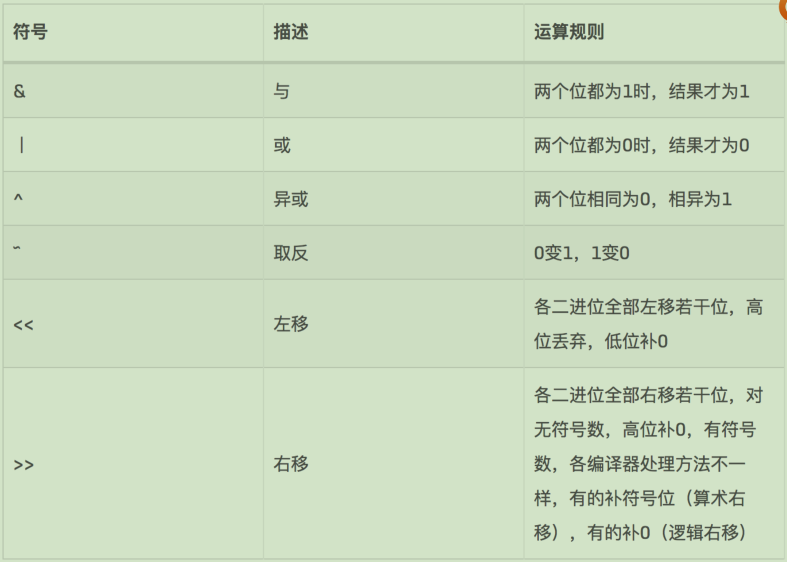 符号 描述 运算规则
& 与 两个位都为1时，结果才为1
| 或 两个位都为0时，结果才为0
^ 异或 两个位相同为0，相异为1
~ 取反 0变1，1变0
<< 左移 各二进位全部左移若干位，高
位丢弃，低位补0
>> 右移 各二进位全部右移若干位，对
无符号数，高位补0，有符号
数，各编译器处理方法不一
样，有的补符号位（算术右
移），有的补0（逻辑右移）